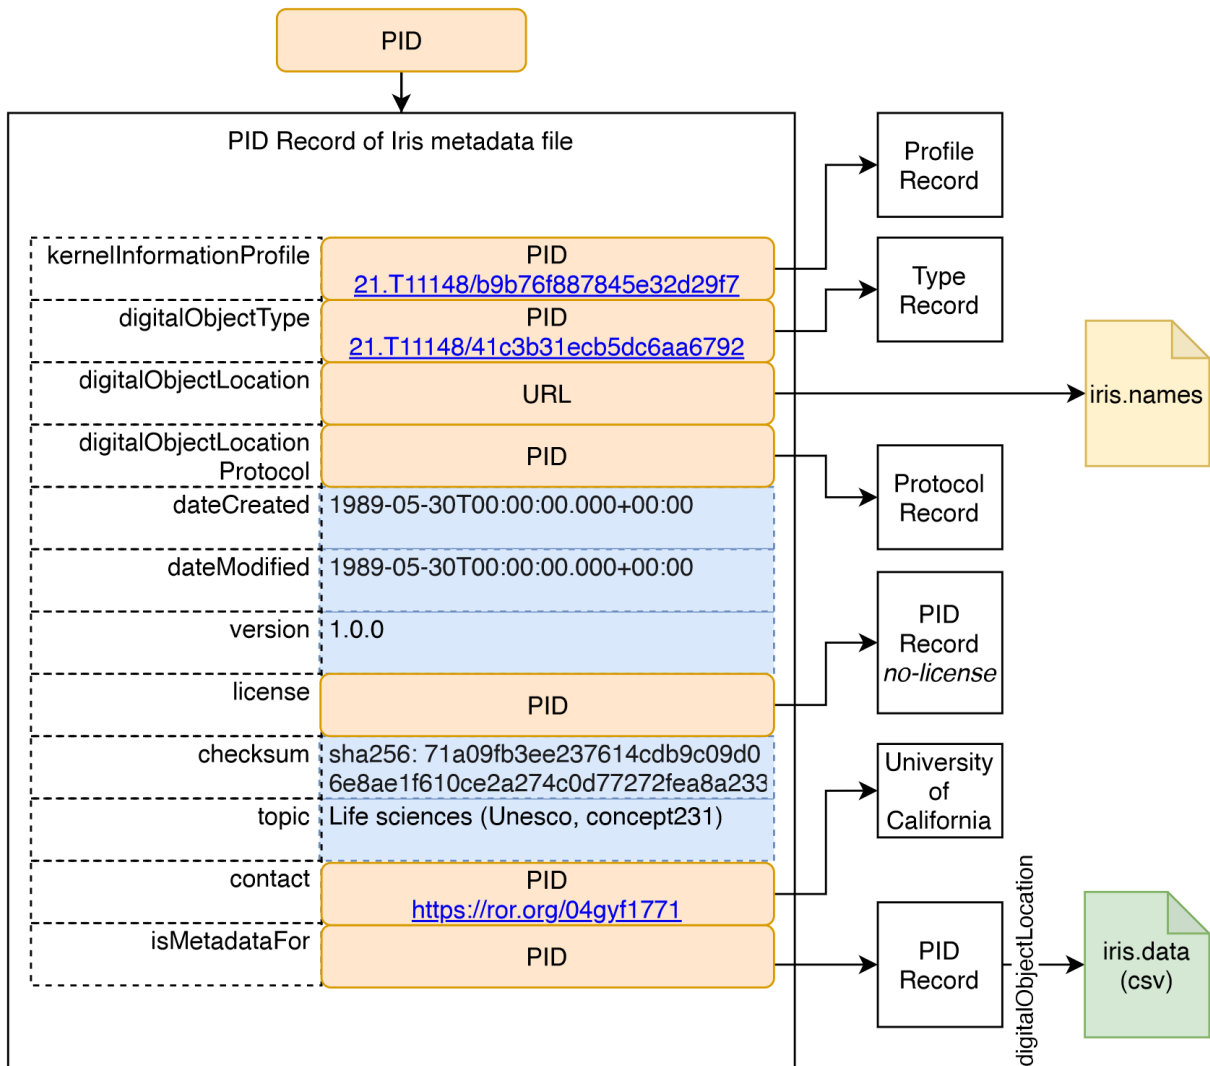 PID
PID Record of Iris metadata file
kernelInformationProfile
PID
21.T11148/b9b76f887845e32d29f7
digitalObjectType
PID
21.T11148/41c3b31ecb5dc6aa6792
digitalObjectLocation
URL
digitalObjectLocation
Protocol
PID
dateCreated
1989-05-30T00:00:00.000+00:00
dateModified
1989-05-30T00:00:00.000+00:00
version
1.0.0
license
PID
checksum
sha256: 71a09fb3ee237614cdb9c09d0
6e8ae1f610ce2a274c0d77272fea8a233
topic
Life sciences (Unesco, concept231)
contact
PID
https://ror.org/04gyf1771
isMetadataFor
PID
Profile
Record
Type
Record
iris.names
Protocol
Record
PID
Record
no-license
University
of
California
PID
Record
digitalObjectLocation
iris.data
(csv)